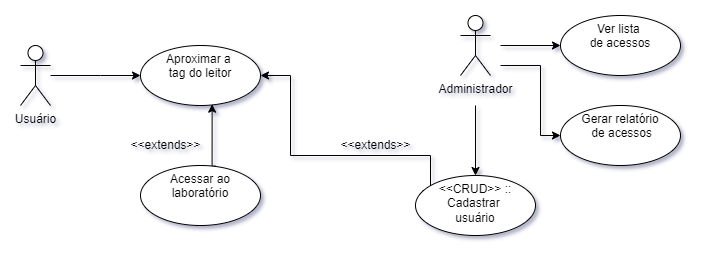 Ver lista
de acessos
Aproximar a
tag do leitor
Administrador
Usuário
Gerar relatório
de acessos
<<extends>>
<<extends>>
Acessar ao
laboratório
<<CRUD>> ::
Cadastrar
usuário